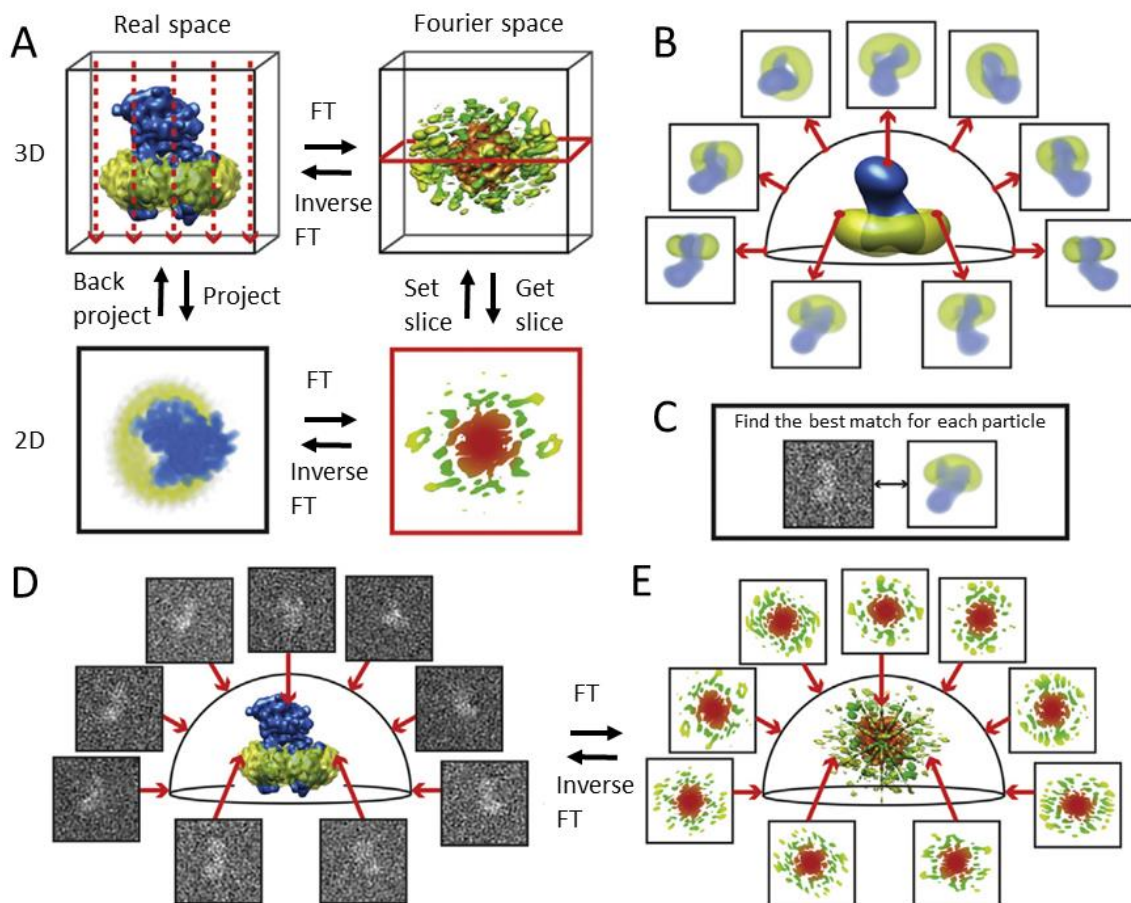 A
Real space
Fourier space
3D
FT
Inverse
FT
Back
project
Project
Set
slice
Get
slice
2D
FT
Inverse
FT
B
C
Find the best match for each particle
D
FT
Inverse
FT
E